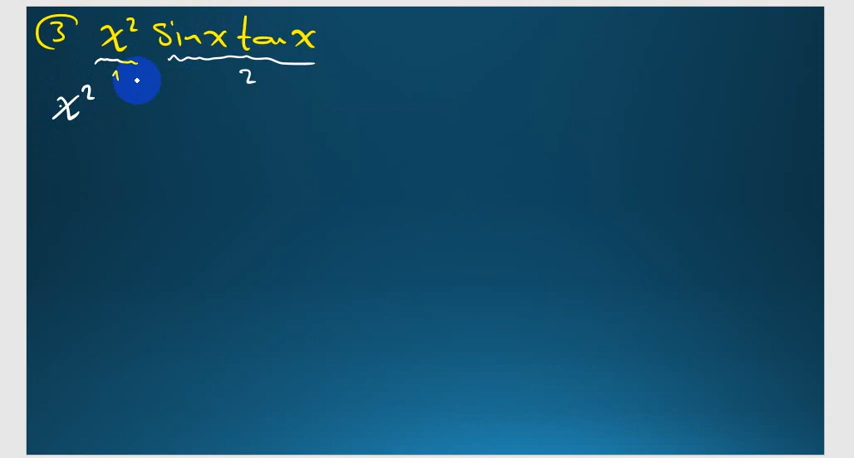 ③ x² sinx tanx
1 2
x²